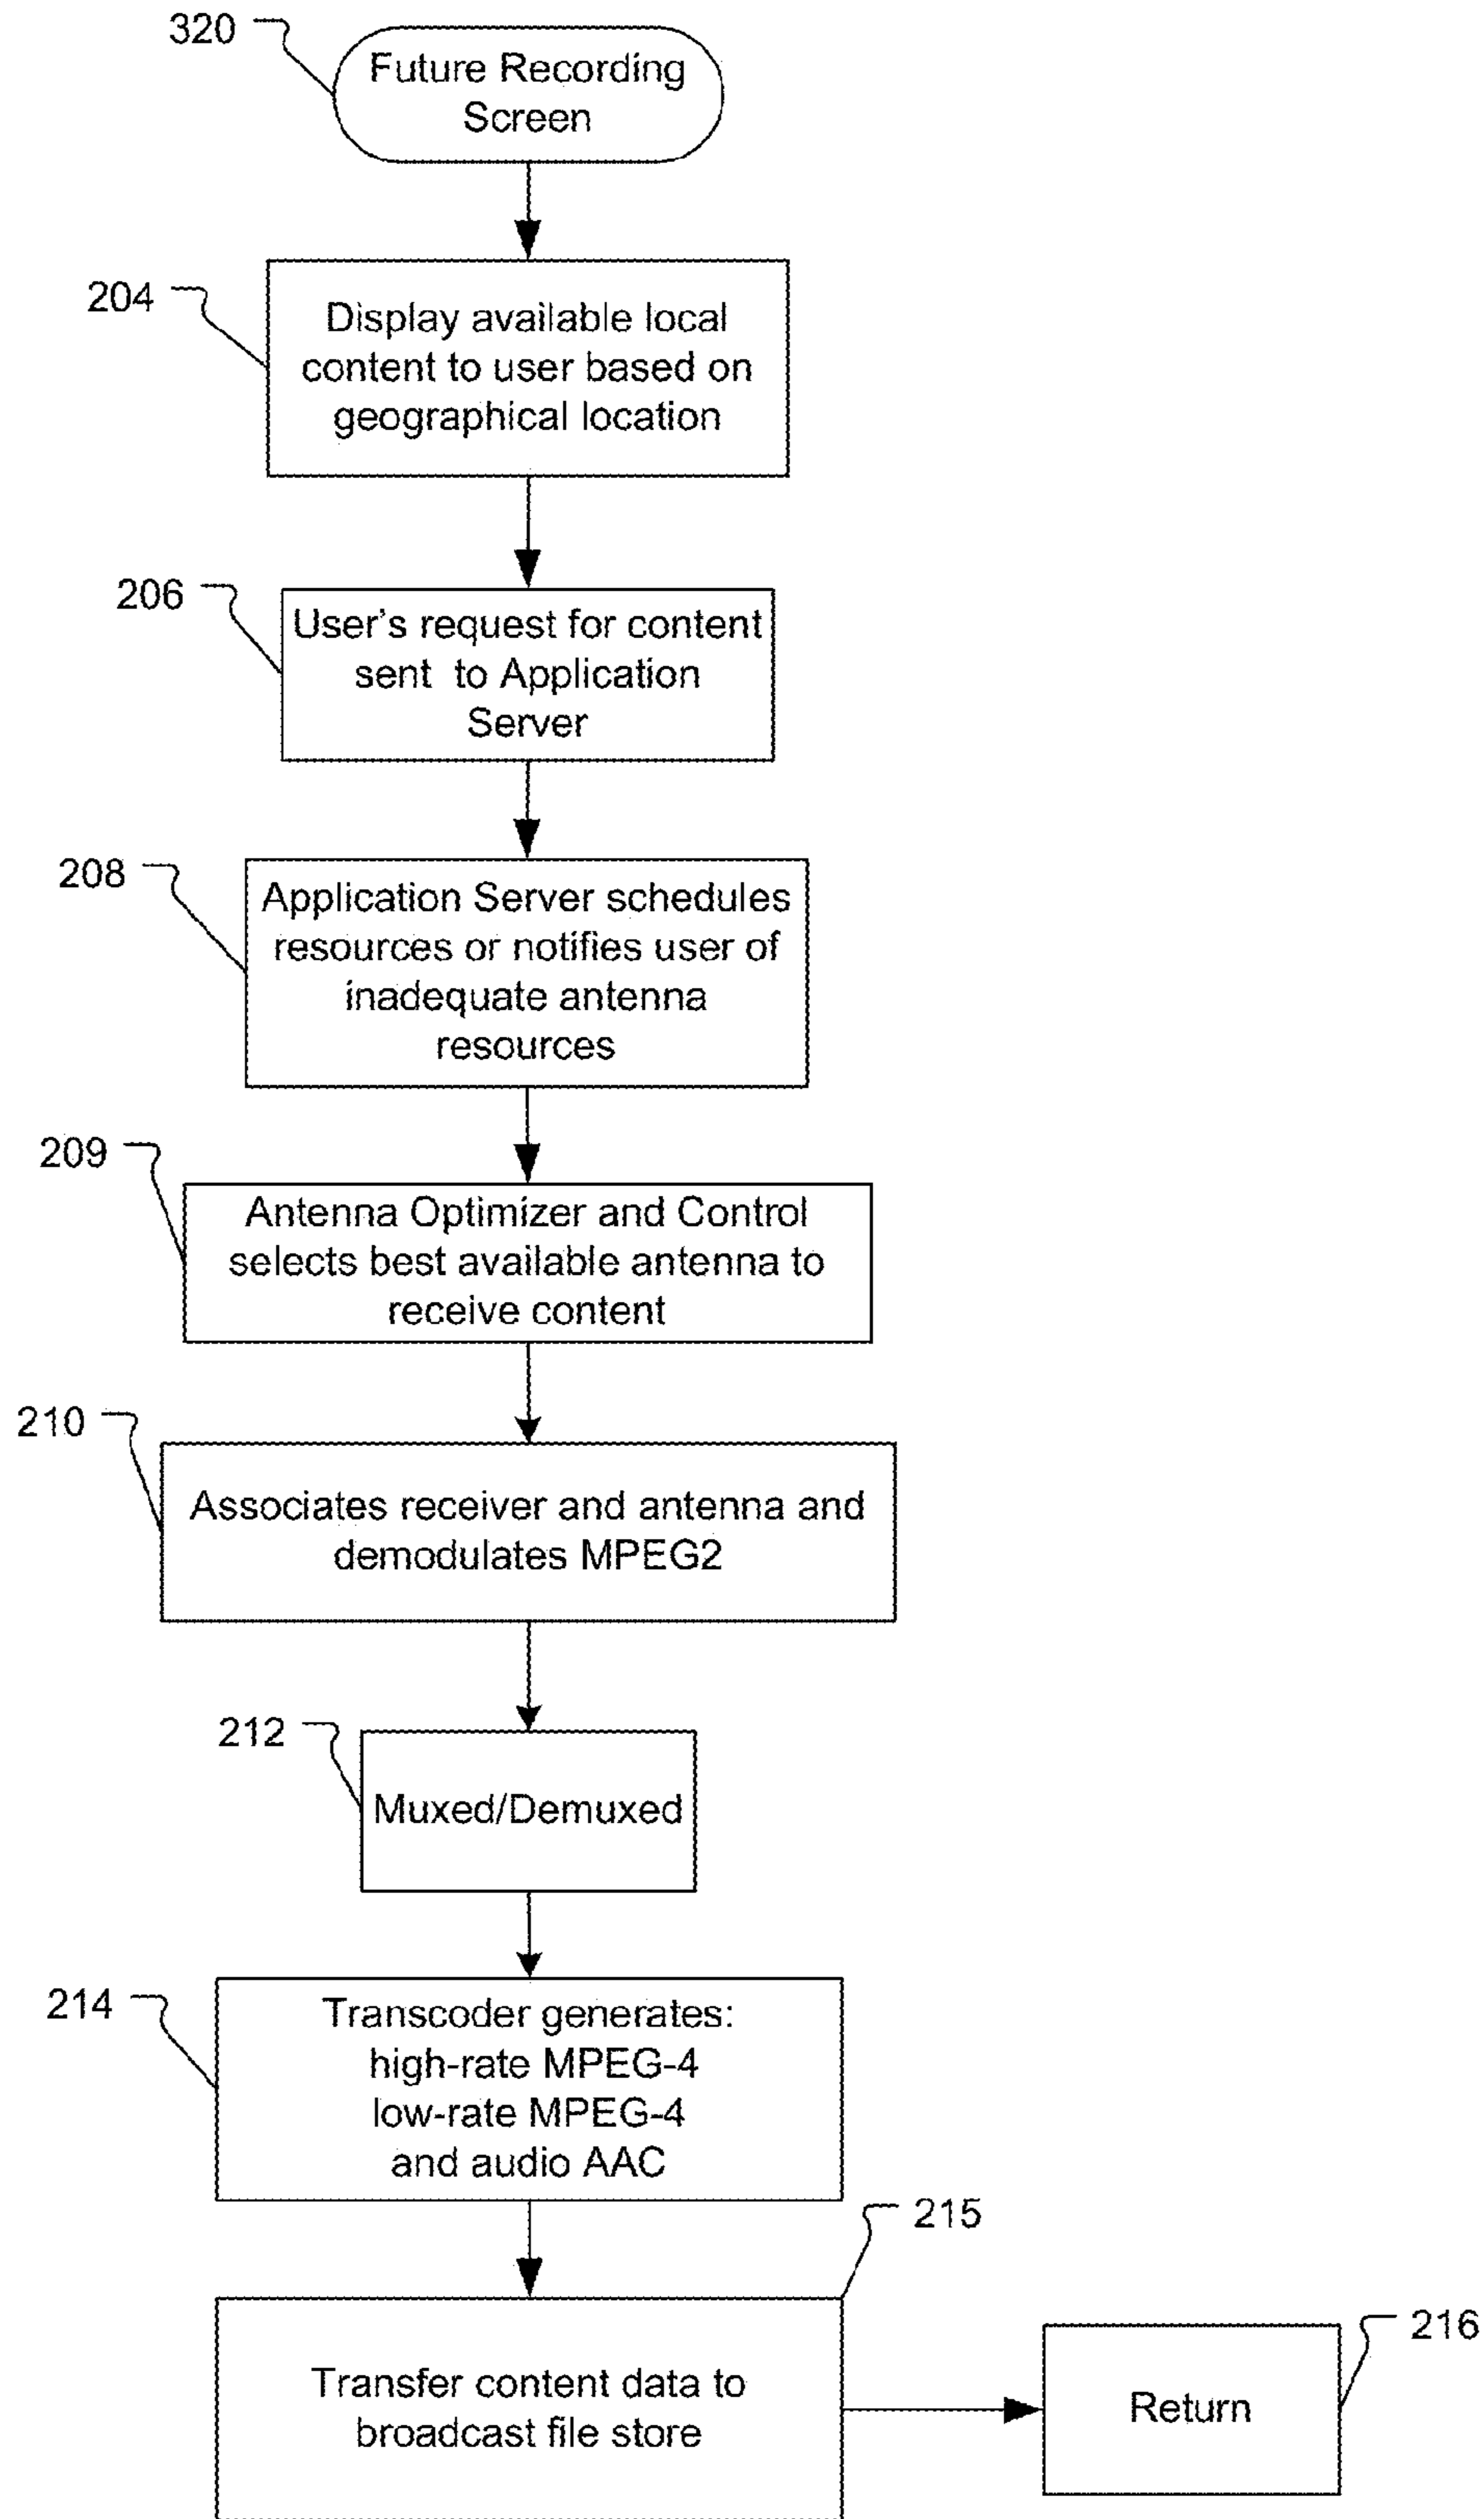 320
Future Recording
Screen
204
Display available local
content to user based on
geographical location
206
User's request for content
sent to Application
Server
208
Application Server schedules
resources or notifies user of
inadequate antenna
resources
209
Antenna Optimizer and Control
selects best available antenna to
receive content
210
Associates receiver and antenna and
demodulates MPEG2
212
Muxed/Demuxed
214
Transcoder generates:
high-rate MPEG-4
low-rate MPEG-4
and audio AAC
215
Transfer content data to
broadcast file store
216
Return